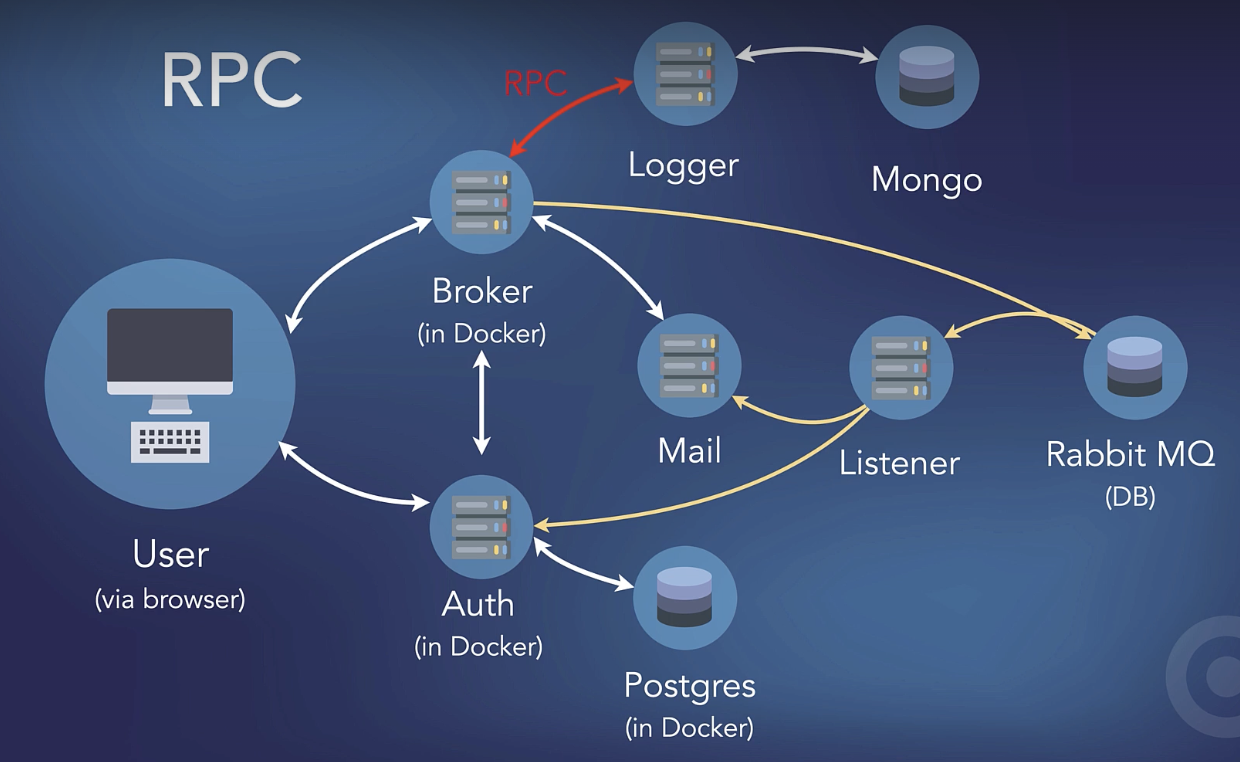 RPC
RPC
Logger
Mongo
Broker
(in Docker)
Mail
Listener
Rabbit MQ
(DB)
User
(via browser)
Auth
(in Docker)
Postgres
(in Docker)